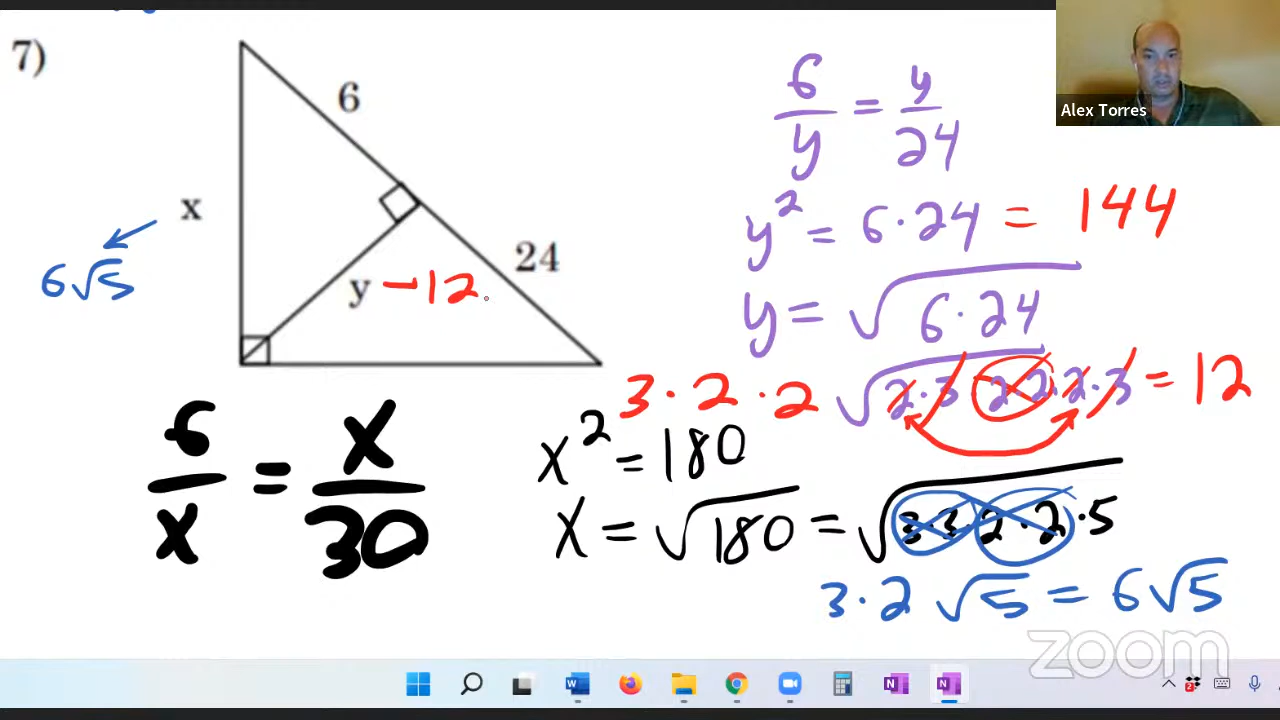 7)
6
x
6√5
24
y -12
6/y = y/24
y² = 6·24 = 144
y = √6·24
3·2·2 √2·3·2·2·2·3 = 12
6/x = x/30
x² = 180
x = √180 = √3·3·2·2·5
3·2 √5 = 6√5
Alex Torres
zoom